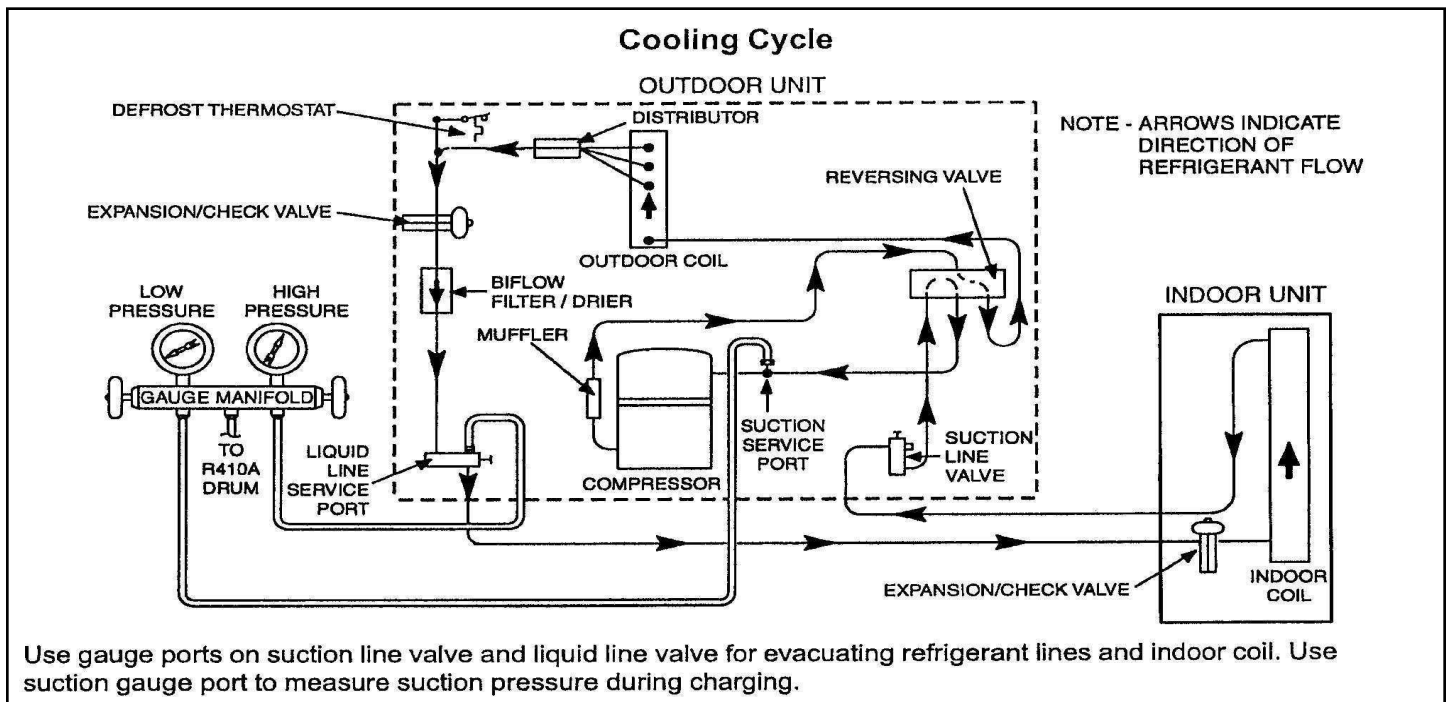 Cooling Cycle
OUTDOOR UNIT
DEFROST THERMOSTAT
DISTRIBUTOR
NOTE - ARROWS INDICATE
DIRECTION OF
REFRIGERANT FLOW
REVERSING VALVE
EXPANSION/CHECK VALVE
OUTDOOR COIL
LOW
PRESSURE
HIGH
PRESSURE
BIFLOW
FILTER / DRIER
INDOOR UNIT
MUFFLER
GAUGE MANIFOLD
TO
R410A
DRUM
LIQUID
LINE
SERVICE
PORT
COMPRESSOR
SUCTION
SERVICE
PORT
SUCTION
LINE
VALVE
EXPANSION/CHECK VALVE
INDOOR
COIL
Use gauge ports on suction line valve and liquid line valve for evacuating refrigerant lines and indoor coil. Use
suction gauge port to measure suction pressure during charging.